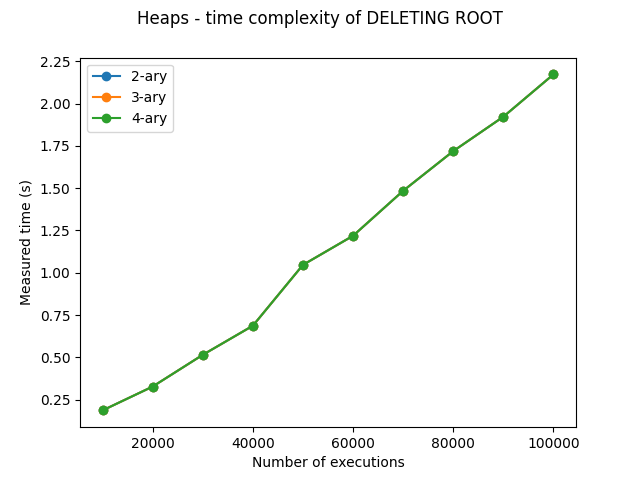 Heaps - time complexity of DELETING ROOT
2-ary
3-ary
4-ary
2.25
2.00
1.75
1.50
1.25
1.00
0.75
0.50
0.25
Measured time (s)
20000 40000 60000 80000 100000
Number of executions